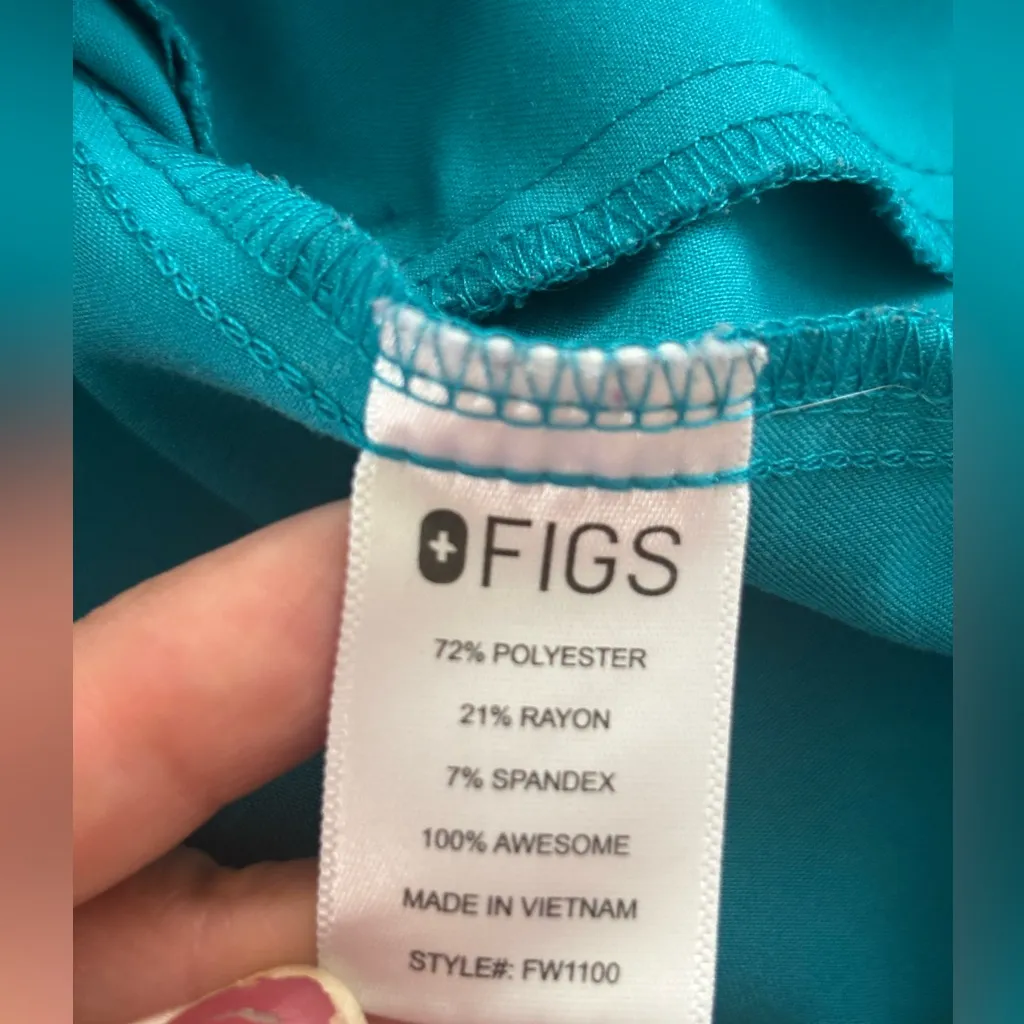 FIGS
72% POLYESTER
21% RAYON
7% SPANDEX
100% AWESOME
MADE IN VIETNAM
STYLE#: FW1100